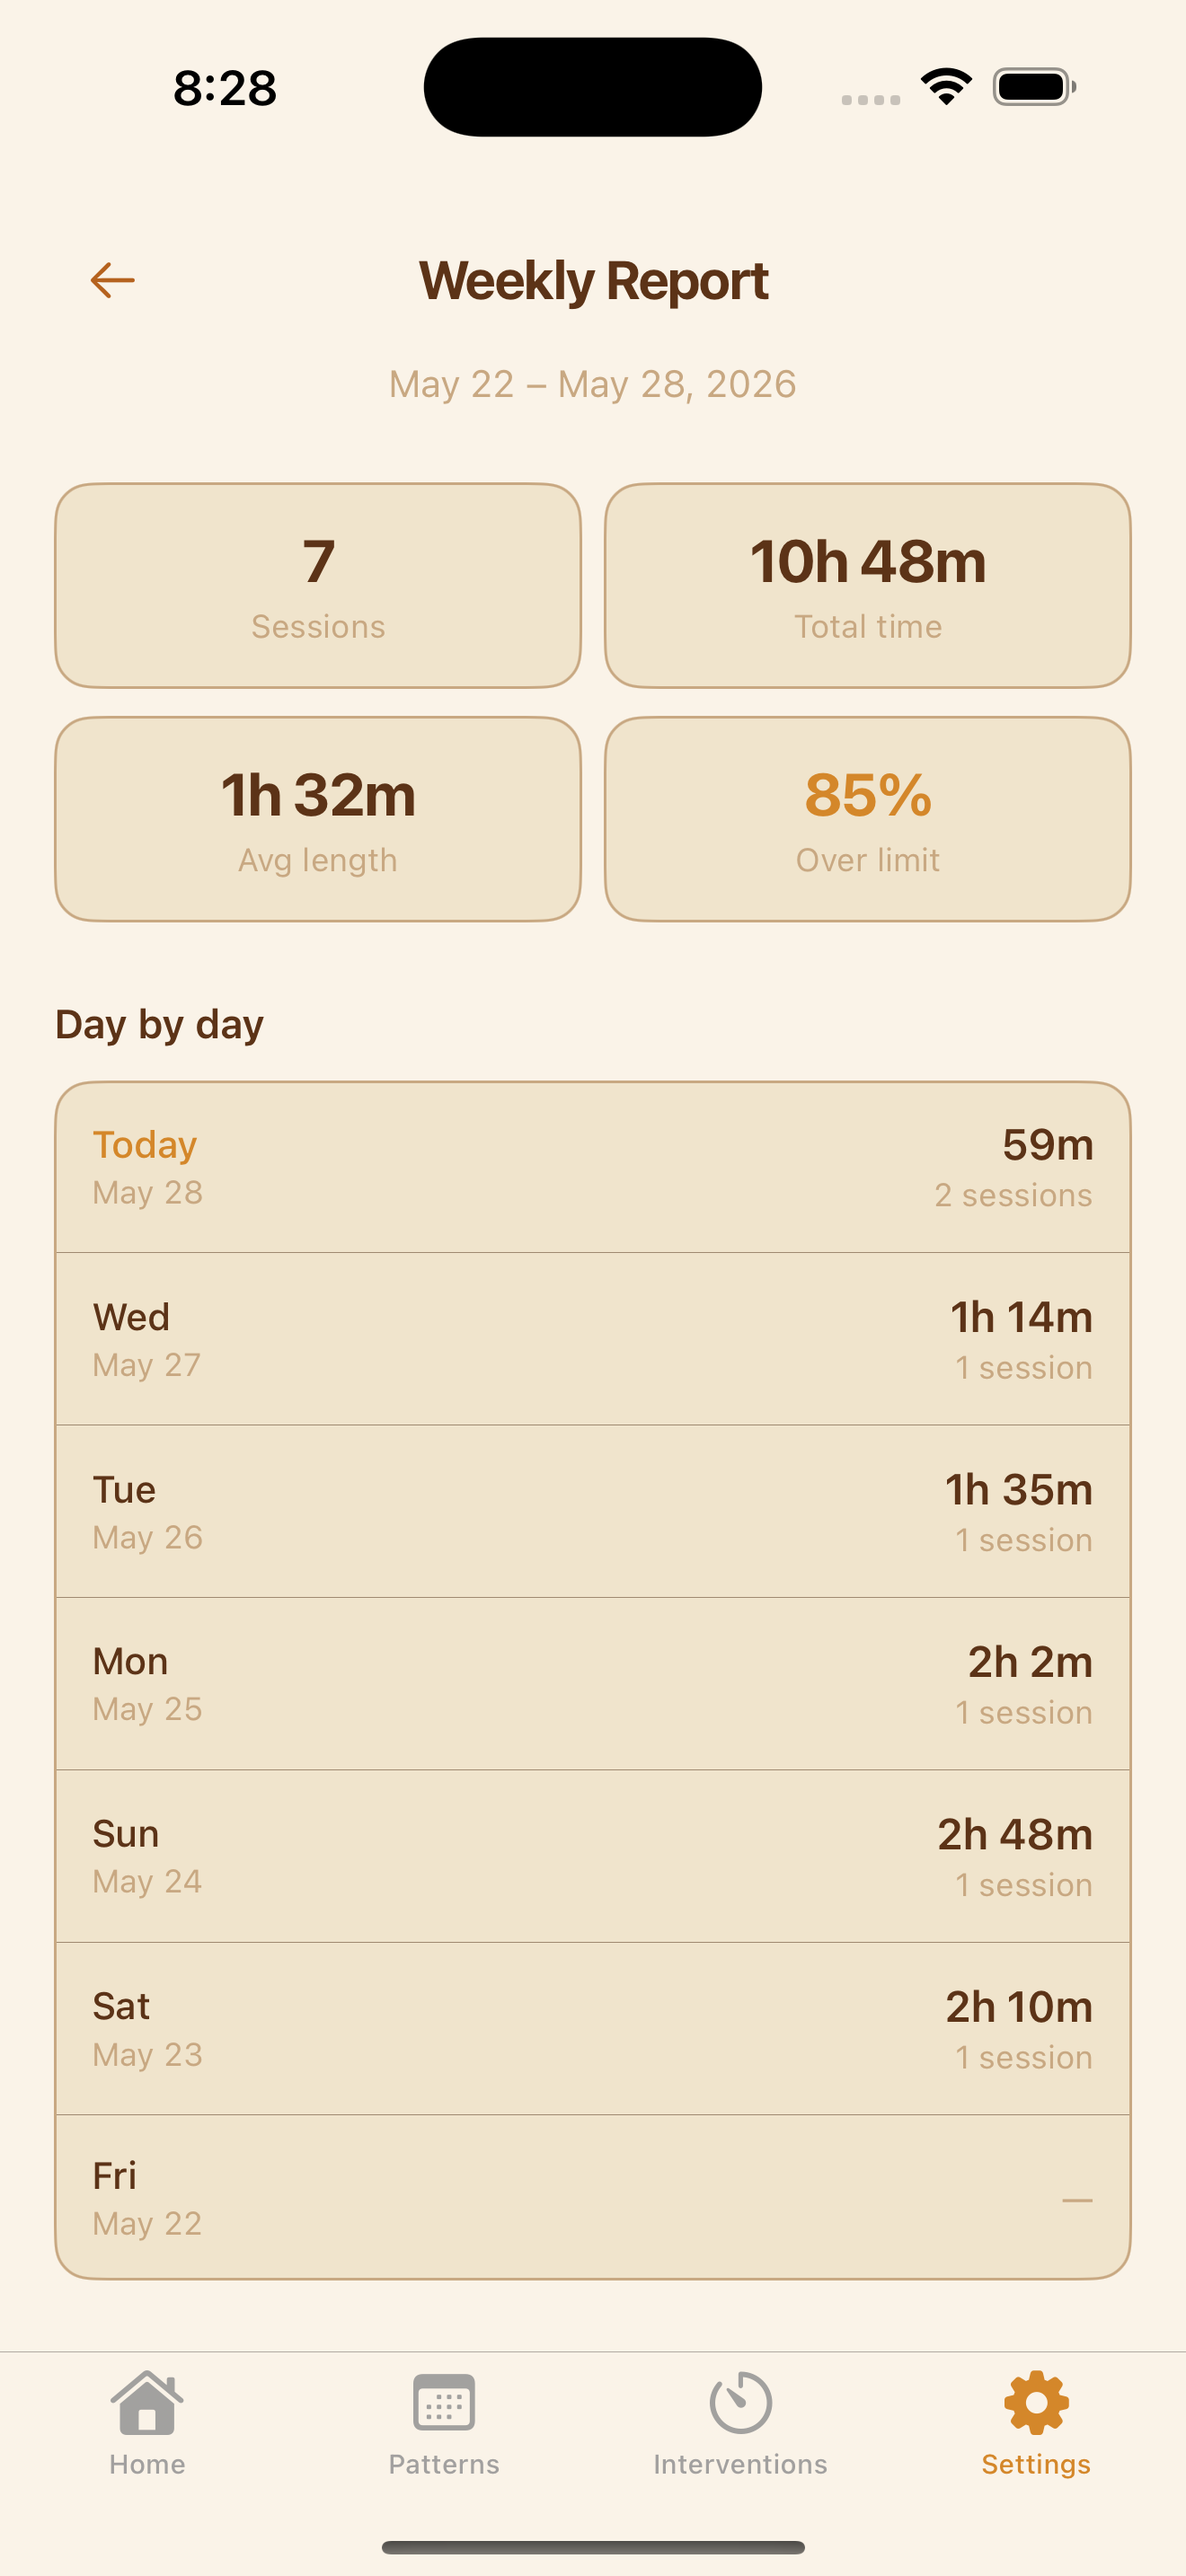 8:28
Weekly Report
May 22 – May 28, 2026
7
Sessions
10h 48m
Total time
1h 32m
Avg length
85%
Over limit
Day by day
Today
May 28
59m
2 sessions
Wed
May 27
1h 14m
1 session
Tue
May 26
1h 35m
1 session
Mon
May 25
2h 2m
1 session
Sun
May 24
2h 48m
1 session
Sat
May 23
2h 10m
1 session
Fri
May 22
—
Home
Patterns
Interventions
Settings